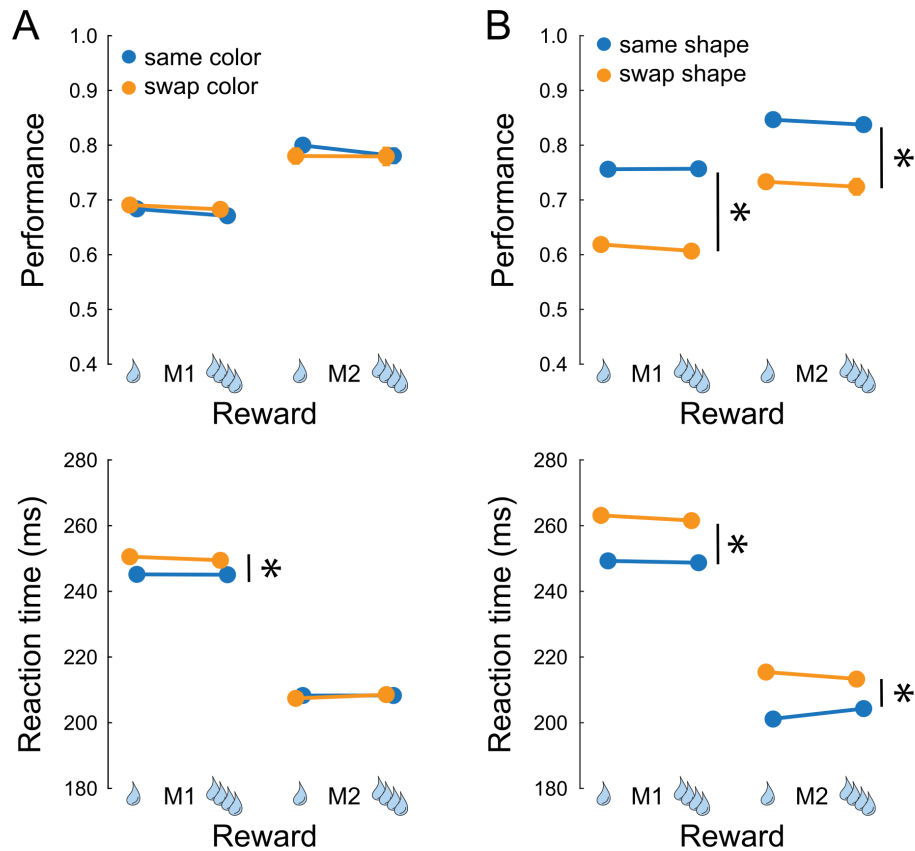 A
Performance
1.0
0.9
0.8
0.7
0.6
0.5
0.4
same color
swap color
M1
M2
Reward
B
Performance
1.0
0.9
0.8
0.7
0.6
0.5
0.4
same shape
swap shape
*
*
M1
M2
Reward
Reaction time (ms)
280
260
240
220
200
180
*
M1
M2
Reward
Reaction time (ms)
280
260
240
220
200
180
*
*
M1
M2
Reward